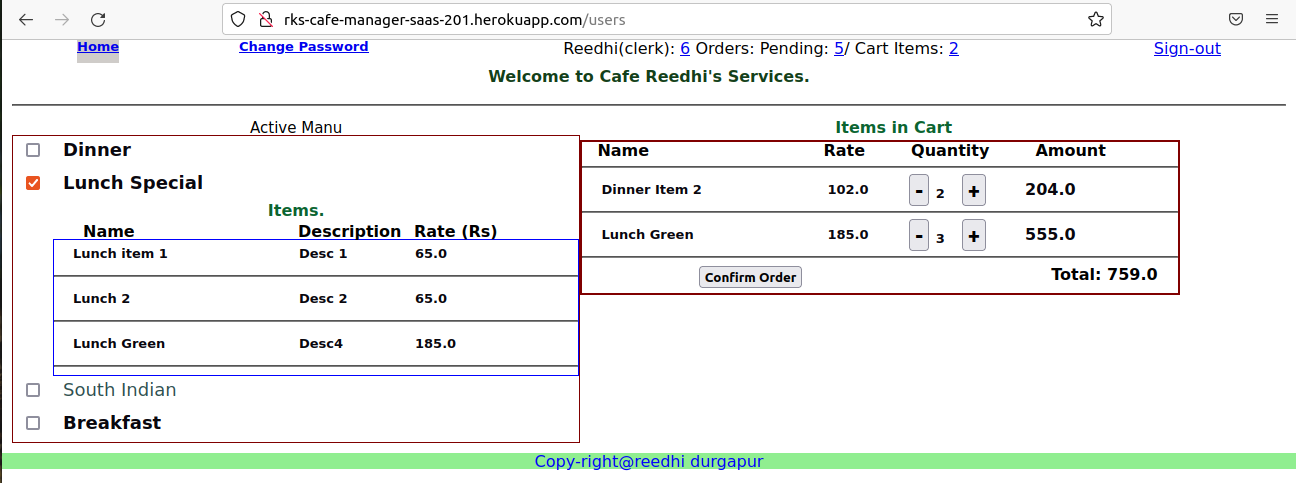 rks-cafe-manager-saas-201.herokuapp.com/users
Home Change Password Reedhi(clerk): 6 Orders: Pending: 5/ Cart Items: 2 Sign-out
Welcome to Cafe Reedhi's Services.
Active Manu
Dinner
Lunch Special
Items.
Name Description Rate (Rs)
Lunch item 1 Desc 1 65.0
Lunch 2 Desc 2 65.0
Lunch Green Desc4 185.0
South Indian
Breakfast
Items in Cart
Name Rate Quantity Amount
Dinner Item 2 102.0 - 2 + 204.0
Lunch Green 185.0 - 3 + 555.0
Confirm Order Total: 759.0
Copy-right@reedhi durgapur